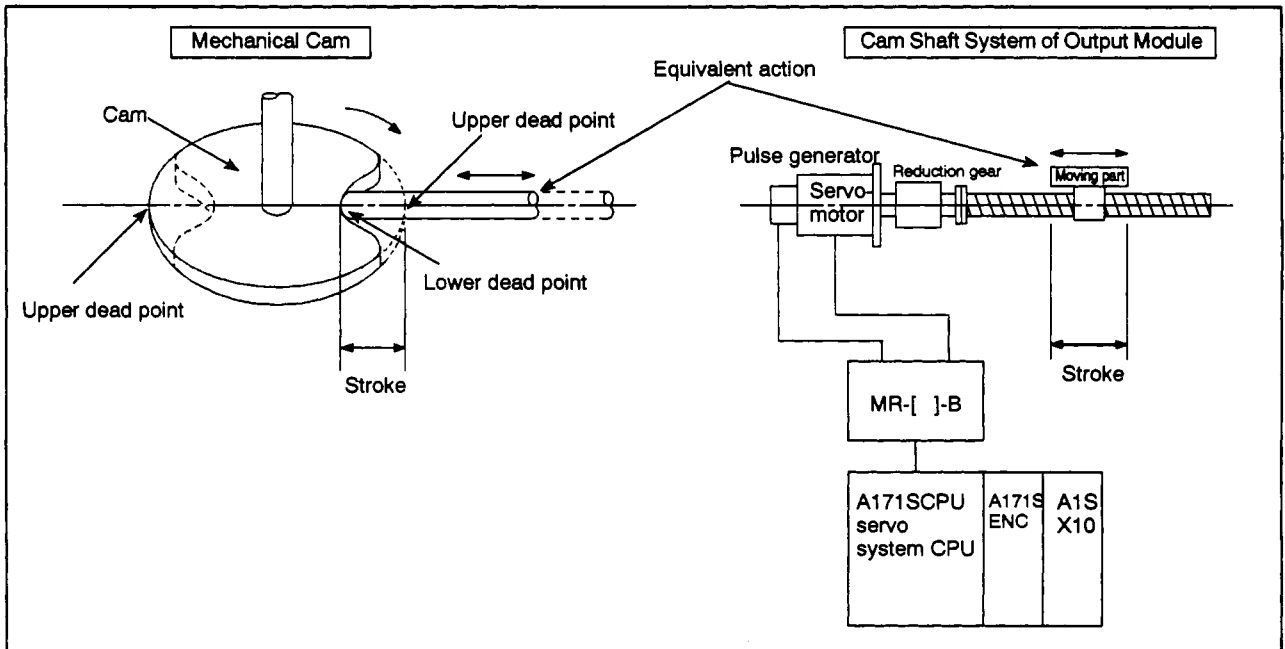 Mechanical Cam
Cam Shaft System of Output Module
Equivalent action
Cam
Upper dead point
Pulse generator
Reduction gear
Moving part
Servo-
motor
Lower dead point
Upper dead point
Stroke
Stroke
MR-[ ]-B
A171SCPU
servo
system CPU
A171S
ENC
A1S
X10